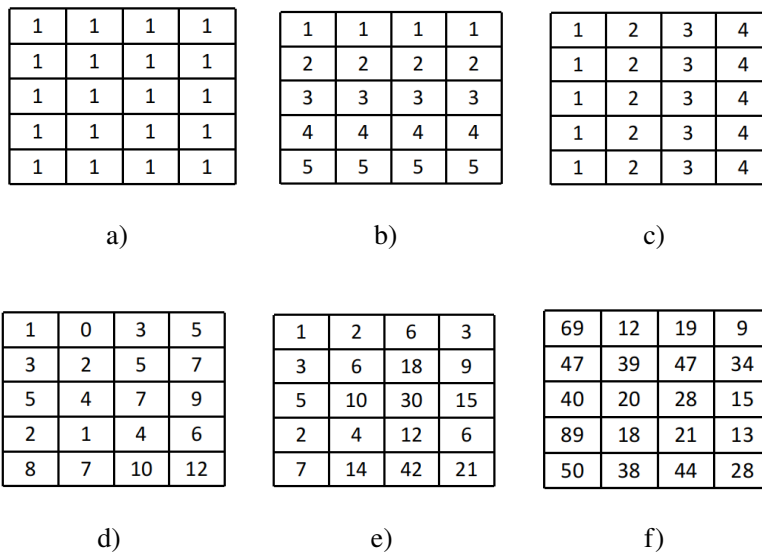 1 1 1 1
1 1 1 1
1 1 1 1
1 1 1 1
1 1 1 1
a)
1 1 1 1
2 2 2 2
3 3 3 3
4 4 4 4
5 5 5 5
b)
1 2 3 4
1 2 3 4
1 2 3 4
1 2 3 4
1 2 3 4
c)
1 0 3 5
3 2 5 7
5 4 7 9
2 1 4 6
8 7 10 12
d)
1 2 6 3
3 6 18 9
5 10 30 15
2 4 12 6
7 14 42 21
e)
69 12 19 9
47 39 47 34
40 20 28 15
89 18 21 13
50 38 44 28
f)